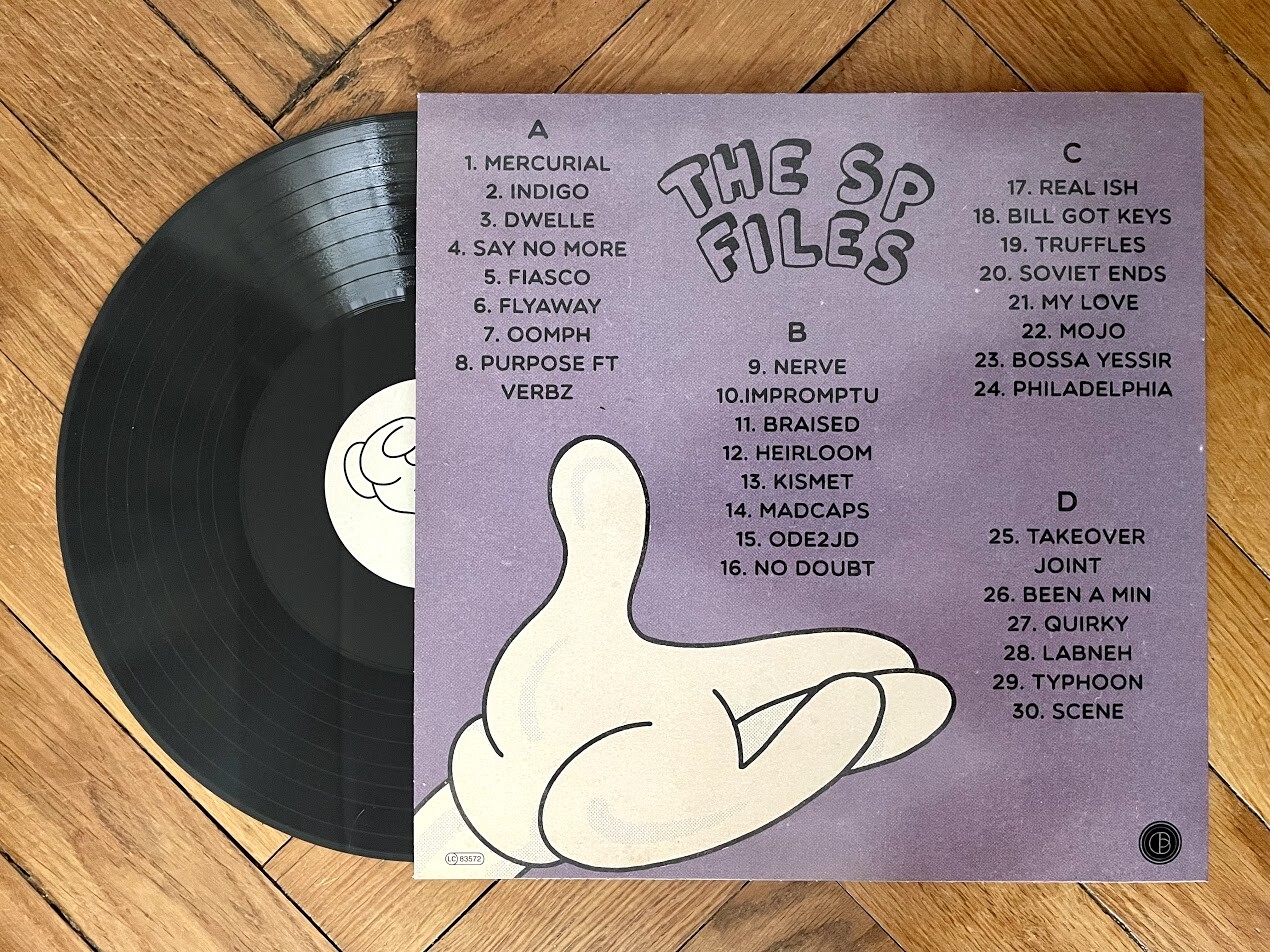 A
1. MERCURIAL
2. INDIGO
3. DWELLE
4. SAY NO MORE
5. FIASCO
6. FLYAWAY
7. OOMPH
8. PURPOSE FT
VERBZ
THE SP
FILES
B
9. NERVE
10.IMPROMPTU
11. BRAISED
12. HEIRLOOM
13. KISMET
14. MADCAPS
15. ODE2JD
16. NO DOUBT
C
17. REAL ISH
18. BILL GOT KEYS
19. TRUFFLES
20. SOVIET ENDS
21. MY LOVE
22. MOJO
23. BOSSA YESSIR
24. PHILADELPHIA
D
25. TAKEOVER
JOINT
26. BEEN A MIN
27. QUIRKY
28. LABNEH
29. TYPHOON
30. SCENE
LC 83572
CB